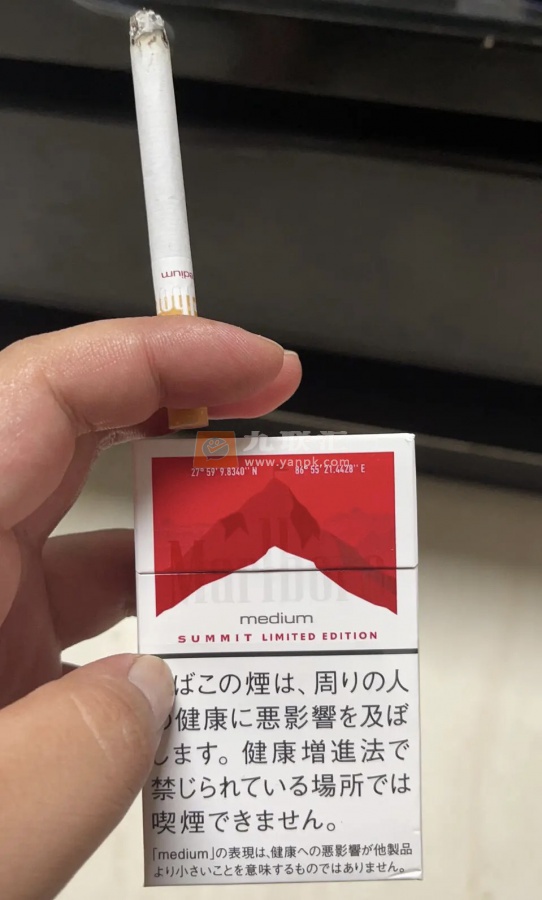 medium
九联汇
www.yanpk.com
27° 59' 9.8340" N 86° 55' 21.4428" E
Marlboro
medium
SUMMIT LIMITED EDITION
ばこの煙は、周りの人
健康に悪影響を及ぼ
します。健康増進法で
禁じられている場所では
喫煙できません。
「medium」の表現は、健康への悪影響が他製品
より小さいことを意味するものではありません。